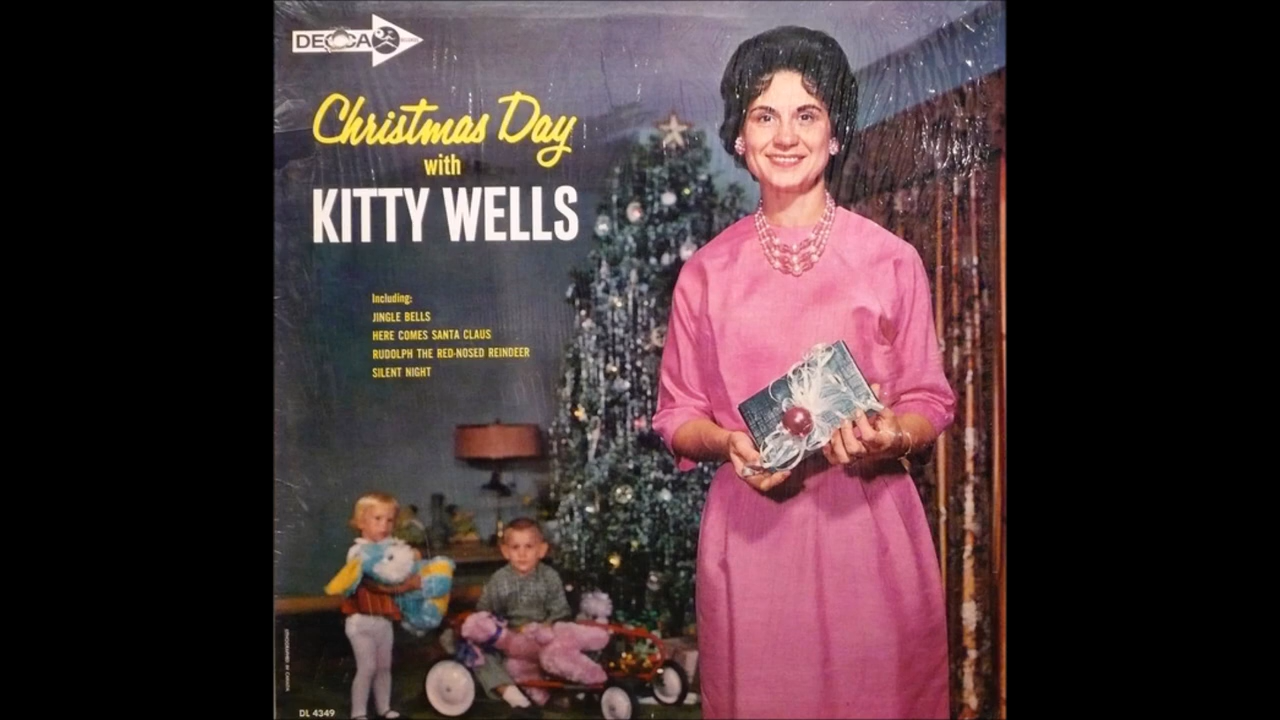 DECCA
Christmas Day
with
KITTY WELLS
Including:
JINGLE BELLS
HERE COMES SANTA CLAUS
RUDOLPH THE RED-NOSED REINDEER
SILENT NIGHT
DL 4349